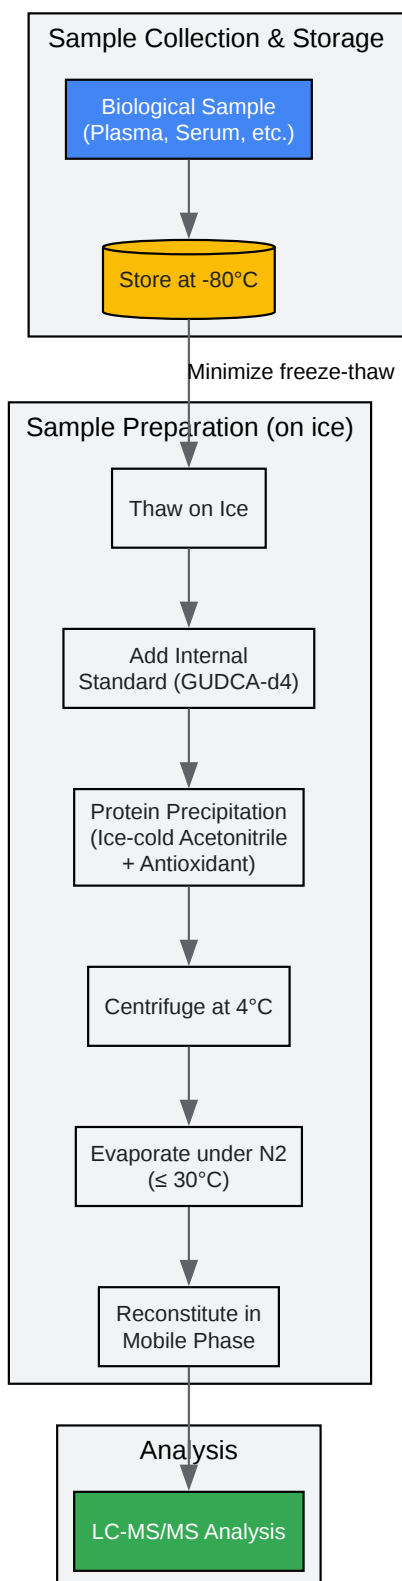 Sample Collection & Storage
Biological Sample
(Plasma, Serum, etc.)
Store at -80°C
Minimize freeze-thaw
Sample Preparation (on ice)
Thaw on Ice
Add Internal
Standard (GUDCA-d4)
Protein Precipitation
(Ice-cold Acetonitrile
+ Antioxidant)
Centrifuge at 4°C
Evaporate under N2
(≤ 30°C)
Reconstitute in
Mobile Phase
Analysis
LC-MS/MS Analysis